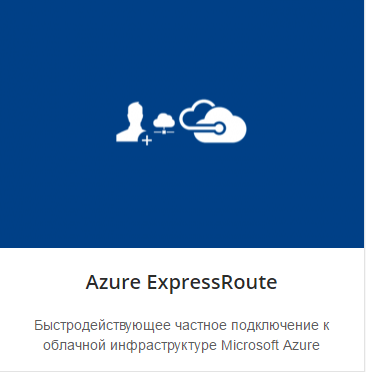 Azure ExpressRoute
Быстродействующее частное подключение к
облачной инфраструктуре Microsoft Azure